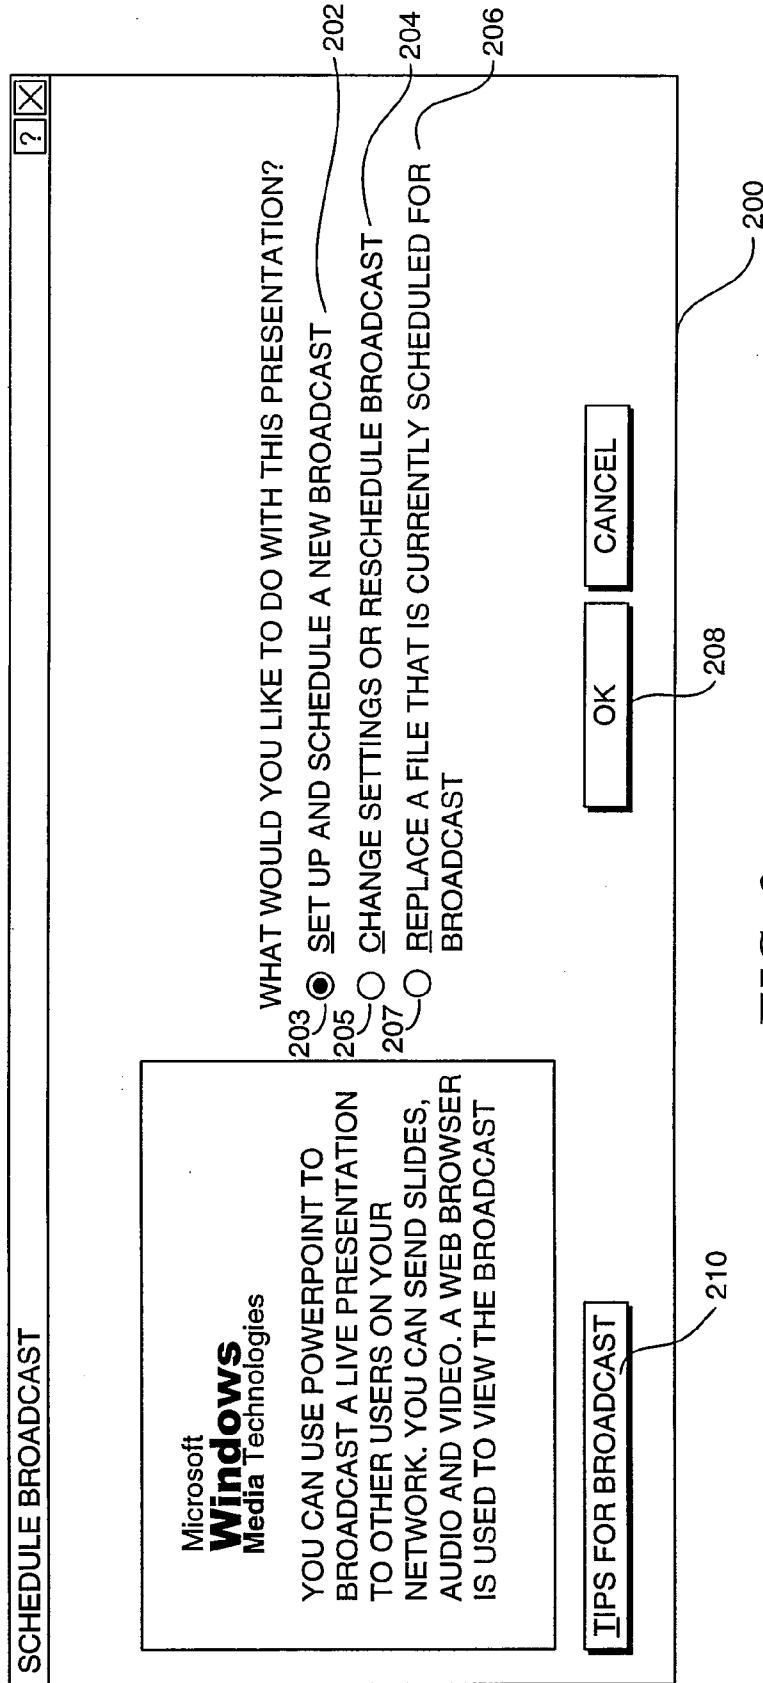 SCHEDULE BROADCAST
? X
Microsoft
Windows
Media Technologies
YOU CAN USE POWERPOINT TO
BROADCAST A LIVE PRESENTATION
TO OTHER USERS ON YOUR
NETWORK. YOU CAN SEND SLIDES,
AUDIO AND VIDEO. A WEB BROWSER
IS USED TO VIEW THE BROADCAST
WHAT WOULD YOU LIKE TO DO WITH THIS PRESENTATION?
203
SET UP AND SCHEDULE A NEW BROADCAST
202
205
CHANGE SETTINGS OR RESCHEDULE BROADCAST
204
207
REPLACE A FILE THAT IS CURRENTLY SCHEDULED FOR
BROADCAST
206
TIPS FOR BROADCAST
OK
CANCEL
210
208
200